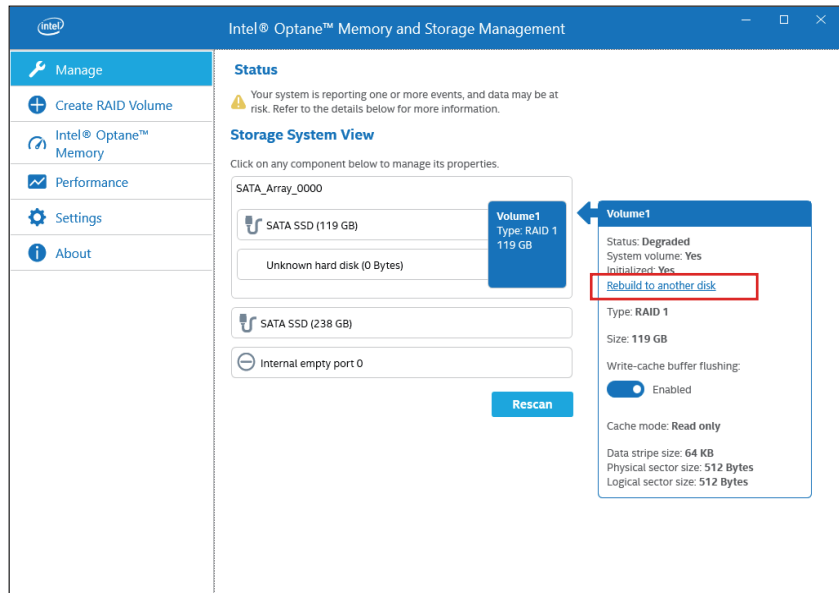 intel
Intel® Optane™ Memory and Storage Management
Manage
Create RAID Volume
Intel® Optane™
Memory
Performance
Settings
About
Status
Your system is reporting one or more events, and data may be at
risk. Refer to the details below for more information.
Storage System View
Click on any component below to manage its properties.
SATA_Array_0000
SATA SSD (119 GB)
Unknown hard disk (0 Bytes)
Volume1
Type: RAID 1
119 GB
SATA SSD (238 GB)
Internal empty port 0
Rescan
Volume1
Status: Degraded
System volume: Yes
Initialized: Yes
Rebuild to another disk
Type: RAID 1
Size: 119 GB
Write-cache buffer flushing:
Enabled
Cache mode: Read only
Data stripe size: 64 KB
Physical sector size: 512 Bytes
Logical sector size: 512 Bytes